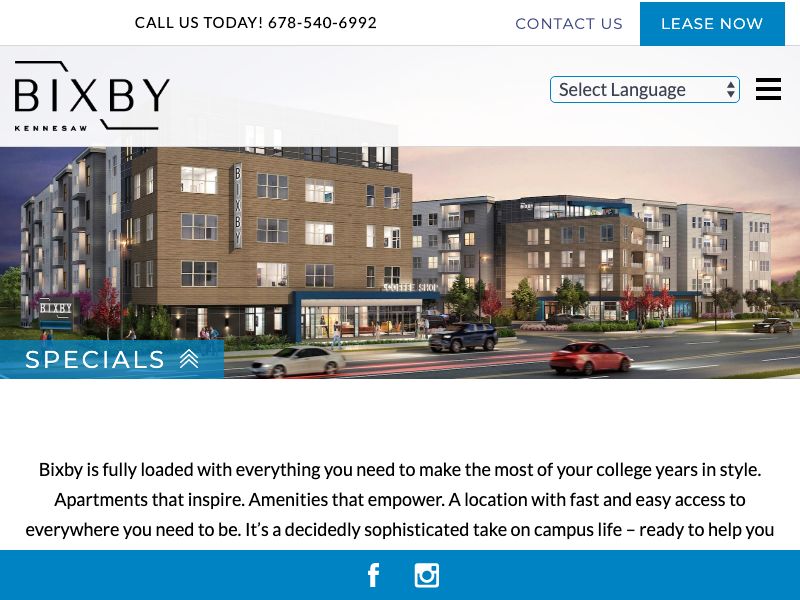 CALL US TODAY! 678-540-6992
CONTACT US
LEASE NOW
BIXBY
KENNESAW
Select Language
BIXBY
BIXBY
COFFEE SHOP
BIXBY
SPECIALS
Bixby is fully loaded with everything you need to make the most of your college years in style.
Apartments that inspire. Amenities that empower. A location with fast and easy access to
everywhere you need to be. It’s a decidedly sophisticated take on campus life – ready to help you